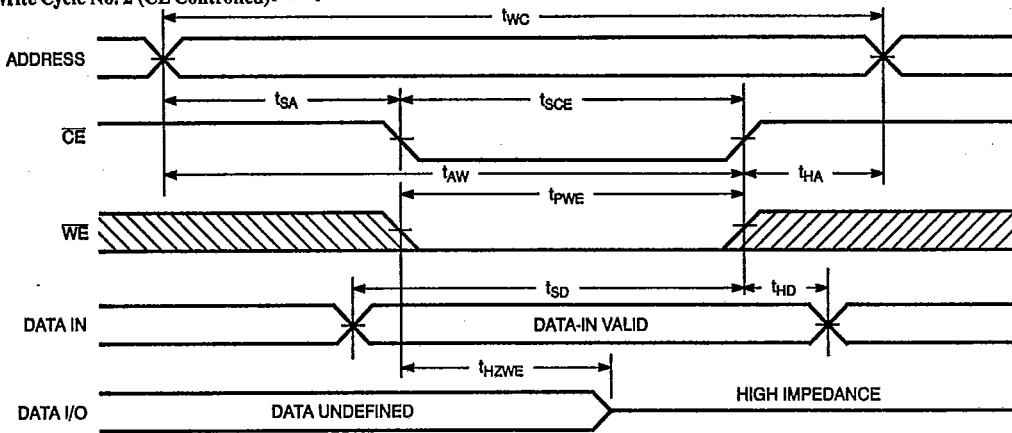 Write Cycle No. 2 (CE Controlled)
tWC
ADDRESS
tSA
tSCE
CE
tAW
tHA
tPWE
WE
tSD
tHD
DATA IN
DATA-IN VALID
tHZWE
DATA I/O
DATA UNDEFINED
HIGH IMPEDANCE